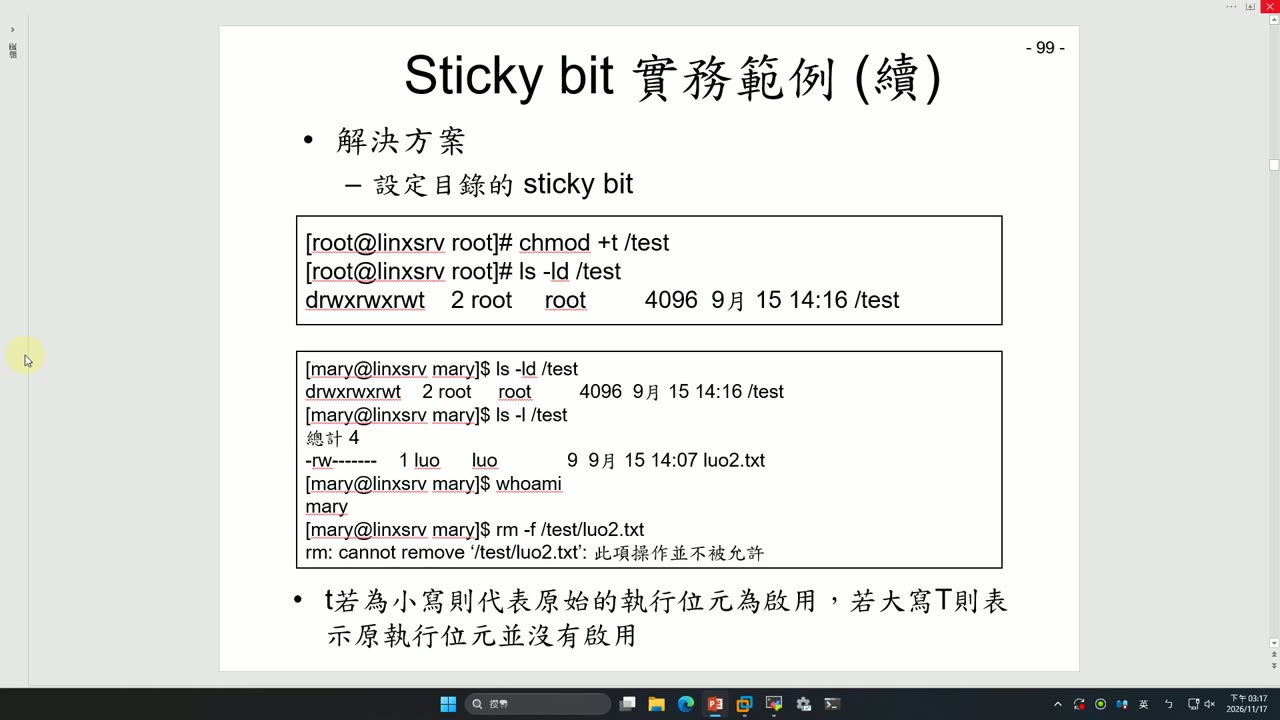 - 99 -
Sticky bit 實務範例 (續)
• 解決方案
– 設定目錄的 sticky bit
[root@linxsrv root]# chmod +t /test
[root@linxsrv root]# ls -ld /test
drwxrwxrwt 2 root root 4096 9月 15 14:16 /test
[mary@linxsrv mary]$ ls -ld /test
drwxrwxrwt 2 root root 4096 9月 15 14:16 /test
[mary@linxsrv mary]$ ls -l /test
總計 4
-rw------- 1 luo luo 9 9月 15 14:07 luo2.txt
[mary@linxsrv mary]$ whoami
mary
[mary@linxsrv mary]$ rm -f /test/luo2.txt
rm: cannot remove ‘/test/luo2.txt’: 此項操作並不被允許
• t若為小寫則代表原始的執行位元為啟用，若大寫T則表
示原執行位元並沒有啟用
搜尋
英
ㄅ
下午 03:17
2026/11/17